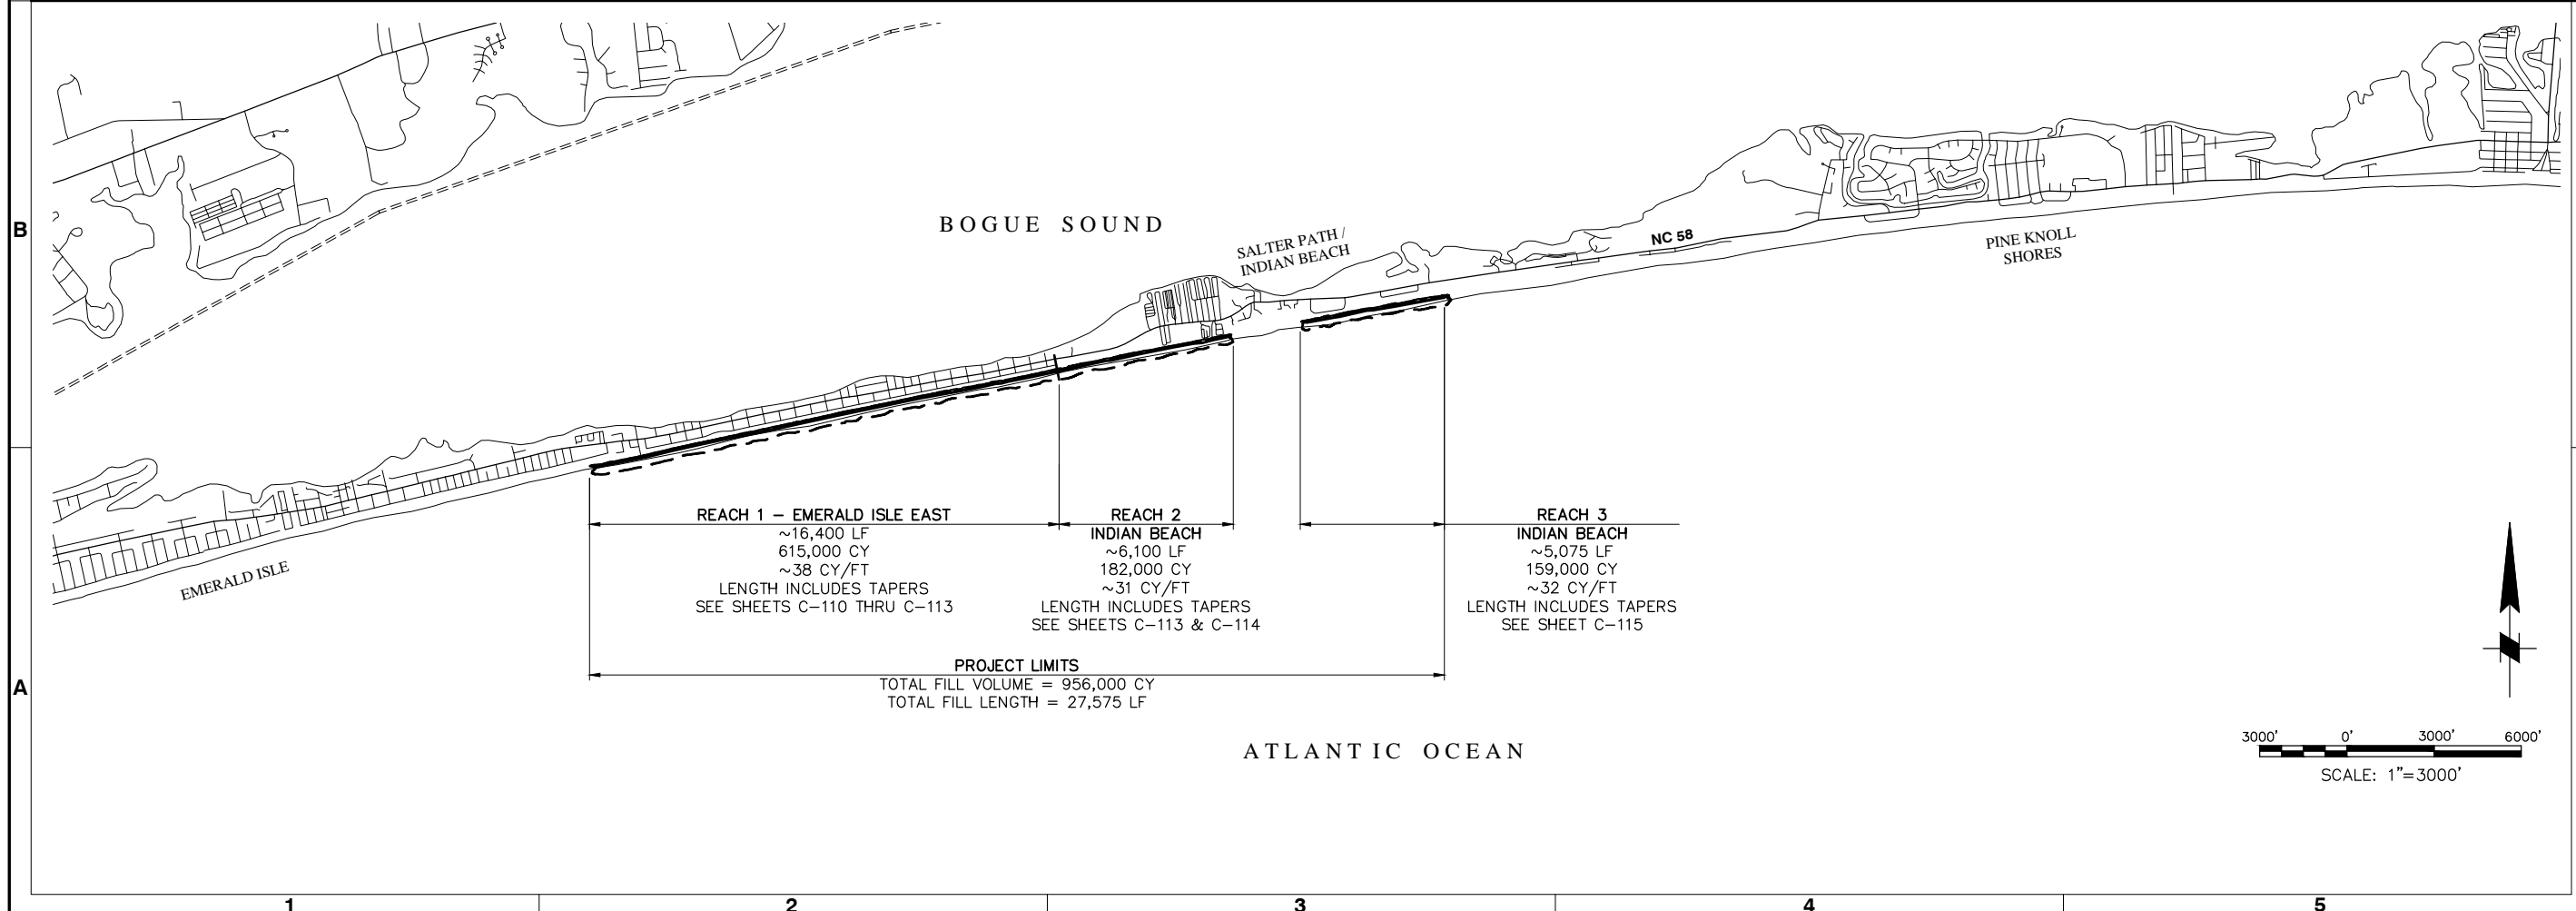 BOGUE SOUND
SALTER PATH /
INDIAN BEACH
NC 58
PINE KNOLL
SHORES
B
EMERALD ISLE
REACH 1 – EMERALD ISLE EAST
~16,400 LF
615,000 CY
~38 CY/FT
LENGTH INCLUDES TAPERS
SEE SHEETS C–110 THRU C–113
REACH 2
INDIAN BEACH
~6,100 LF
182,000 CY
~31 CY/FT
LENGTH INCLUDES TAPERS
SEE SHEETS C–113 & C–114
REACH 3
INDIAN BEACH
~5,075 LF
159,000 CY
~32 CY/FT
LENGTH INCLUDES TAPERS
SEE SHEET C–115
PROJECT LIMITS
TOTAL FILL VOLUME = 956,000 CY
TOTAL FILL LENGTH = 27,575 LF
A
N
ATLANTIC OCEAN
3000' 0' 3000' 6000'
SCALE: 1"=3000'
1 2 3 4 5